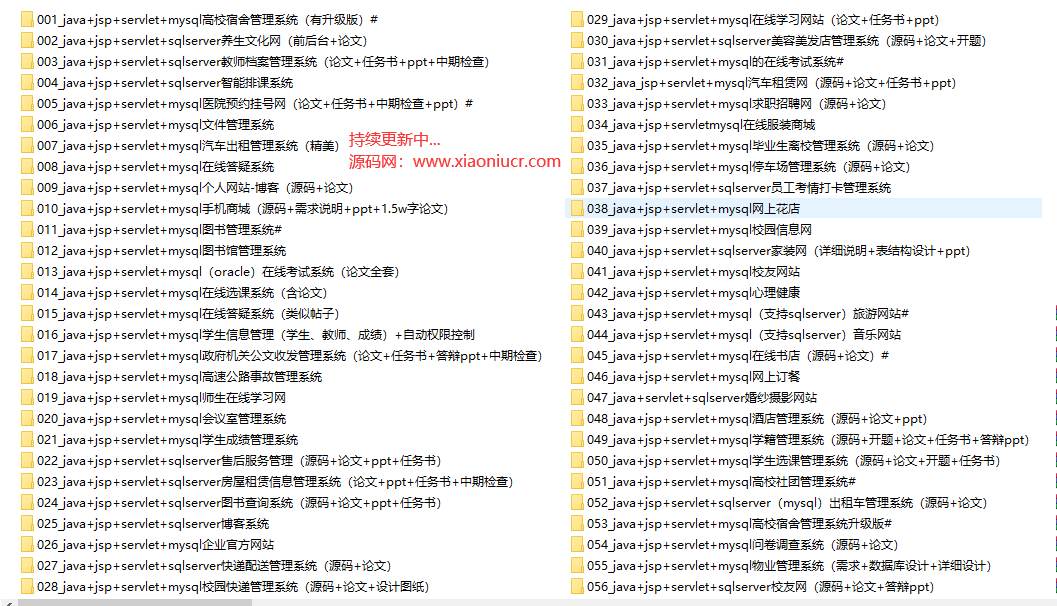 001_java+jsp+servlet+mysql高校宿舍管理系统（有升级版）#
002_java+jsp+servlet+sqlserver养生文化网（前后台+论文）
003_java+jsp+servlet+sqlserver教师档案管理系统（论文+任务书+ppt+中期检查）
004_java+jsp+servlet+sqlserver智能排课系统
005_java+jsp+servlet+mysql医院预约挂号网（论文+任务书+中期检查+ppt）#
006_java+jsp+servlet+mysql文件管理系统
007_java+jsp+servlet+mysql汽车出租管理系统（精美）
008_java+jsp+servlet+mysql在线答疑系统
009_java+jsp+servlet+mysql个人网站-博客（源码+论文）
010_java+jsp+servlet+mysql手机商城（源码+需求说明+ppt+1.5w字论文）
011_java+jsp+servlet+mysql图书管理系统#
012_java+jsp+servlet+mysql图书馆管理系统
013_java+jsp+servlet+mysql（oracle）在线考试系统（论文全套）
014_java+jsp+servlet+mysql在线选课系统（含论文）
015_java+jsp+servlet+mysql在线答疑系统（类似帖子）
016_java+jsp+servlet+mysql学生信息管理（学生、教师、成绩）+自动权限控制
017_java+jsp+servlet+mysql政府机关公文收发管理系统（论文+任务书+答辩ppt+中期检查）
018_java+jsp+servlet+mysql高速公路事故管理系统
019_java+jsp+servlet+mysql师生在线学习网
020_java+jsp+servlet+mysql会议室管理系统
021_java+jsp+servlet+mysql学生成绩管理系统
022_java+jsp+servlet+sqlserver售后服务管理（源码+论文+ppt+任务书）
023_java+jsp+servlet+sqlserver房屋租赁信息管理系统（论文+ppt+任务书+中期检查）
024_java+jsp+servlet+sqlserver图书查询系统（源码+论文+ppt+任务书）
025_java+jsp+servlet+sqlserver博客系统
026_java+jsp+servlet+mysql企业官方网站
027_java+jsp+servlet+sqlserver快递配送管理系统（源码+论文）
028_java+jsp+servlet+mysql校园快递管理系统（源码+论文+设计图纸）
持续更新中...
源码网：www.xiaoniucr.com
029_java+jsp+servlet+mysql在线学习网站（论文+任务书+ppt）
030_java+jsp+servlet+sqlserver美容美发店管理系统（源码+论文+开题）
031_java+jsp+servlet+mysql的在线考试系统#
032_java_jsp+servlet+mysql汽车租赁网（源码+论文+任务书+ppt）
033_java+jsp+servlet+mysql求职招聘网（源码+论文）
034_java+jsp+servletmysql在线服装商城
035_java+jsp+servlet+mysql毕业生离校管理系统（源码+论文）
036_java+jsp+servlet+mysql停车场管理系统（源码+论文）
037_java+jsp+servlet+sqlserver员工考情打卡管理系统
038_java+jsp+servlet+mysql网上花店
039_java+jsp+servlet+mysql校园信息网
040_java+jsp+servlet+sqlserver家装网（详细说明+表结构设计+ppt）
041_java+jsp+servlet+mysql校友网站
042_java+jsp+servlet+mysql心理健康
043_java+jsp+servlet+mysql（支持sqlserver）旅游网站#
044_java+jsp+servlet+mysql（支持sqlserver）音乐网站
045_java+jsp+servlet+mysql在线书店（源码+论文）#
046_java+jsp+servlet+mysql网上订餐
047_java+servlet+sqlserver婚纱摄影网站
048_java+jsp+servlet+mysql酒店管理系统（源码+论文+ppt）
049_java+jsp+servlet+mysql学籍管理系统（源码+开题+论文+任务书+答辩ppt）
050_java+jsp+servlet+mysql学生选课管理系统（源码+论文+开题+任务书）
051_java+jsp+servlet+mysql高校社团管理系统#
052_java+jsp+servlet+sqlserver（mysql）出租车管理系统（源码+论文）
053_java+jsp+servlet+mysql高校宿舍管理系统升级版#
054_java+jsp+servlet+mysql问卷调查系统（源码+论文）
055_java+jsp+servlet+mysql物业管理系统（需求+数据库设计+详细设计）
056_java+jsp+servlet+sqlserver校友网（源码+论文+答辩ppt）